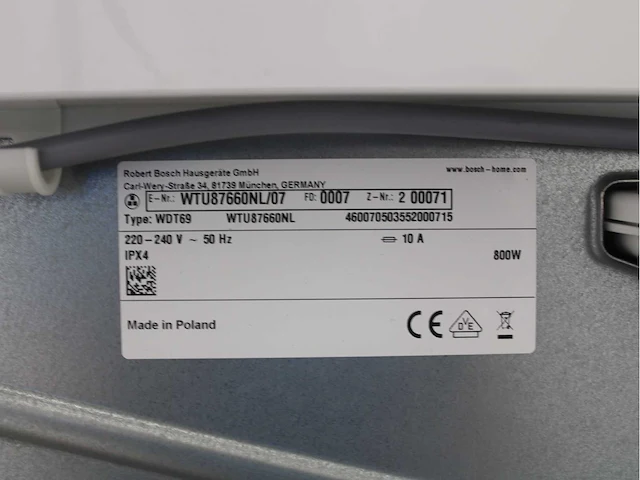 Robert Bosch Hausgeräte GmbH www.bosch-home.com
Carl-Wery-Straße 34, 81739 München, GERMANY
E-Nr.: WTU87660NL/07 FD: 0007 Z-Nr.: 2 00071
Type: WDT69 WTU87660NL 460070503552000715
220-240 V ~ 50 Hz 10 A
IPX4 800W
Made in Poland CE DVE